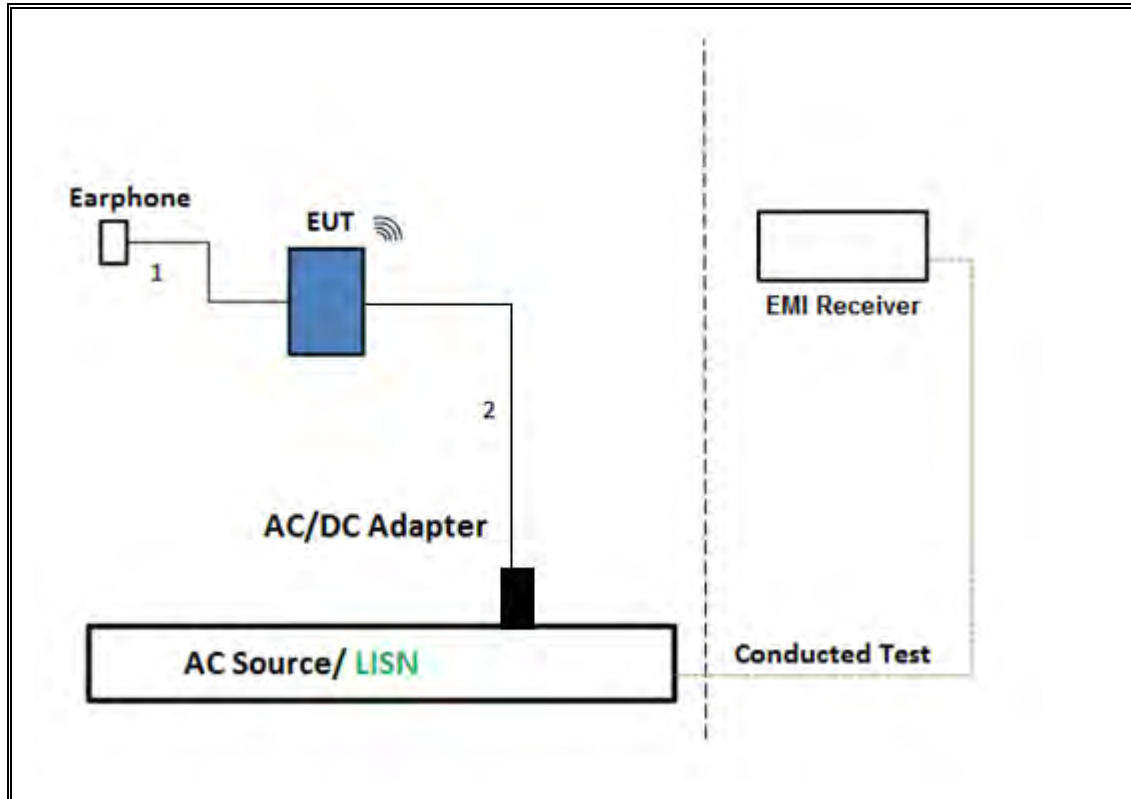 Earphone
EUT
1
EMI Receiver
2
AC/DC Adapter
AC Source/ LISN
Conducted Test